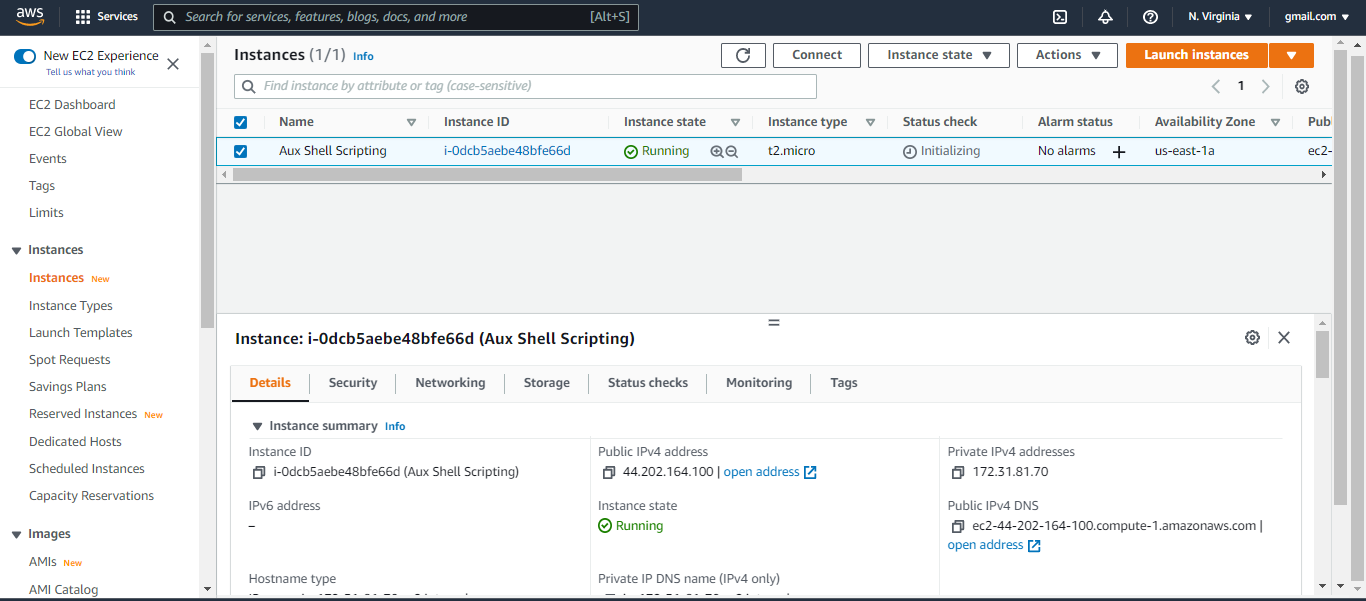 aws Services Search for services, features, blogs, docs, and more [Alt+S] N. Virginia gmail.com
New EC2 Experience
Tell us what you think
EC2 Dashboard
EC2 Global View
Events
Tags
Limits
Instances
Instances New
Instance Types
Launch Templates
Spot Requests
Savings Plans
Reserved Instances New
Dedicated Hosts
Scheduled Instances
Capacity Reservations
Images
AMIs New
AMI Catalog
Instances (1/1) Info Connect Instance state Actions Launch instances
Find instance by attribute or tag (case-sensitive) 1
Name Instance ID Instance state Instance type Status check Alarm status Availability Zone
Aux Shell Scripting i-0dcb5aebe48bfe66d Running t2.micro Initializing No alarms us-east-1a ec2-
Instance: i-0dcb5aebe48bfe66d (Aux Shell Scripting)
Details Security Networking Storage Status checks Monitoring Tags
Instance summary Info
Instance ID Public IPv4 address Private IPv4 addresses
i-0dcb5aebe48bfe66d (Aux Shell Scripting) 44.202.164.100 | open address 172.31.81.70
IPv6 address Instance state Public IPv4 DNS
– Running ec2-44-202-164-100.compute-1.amazonaws.com |
open address
Hostname type Private IP DNS name (IPv4 only)